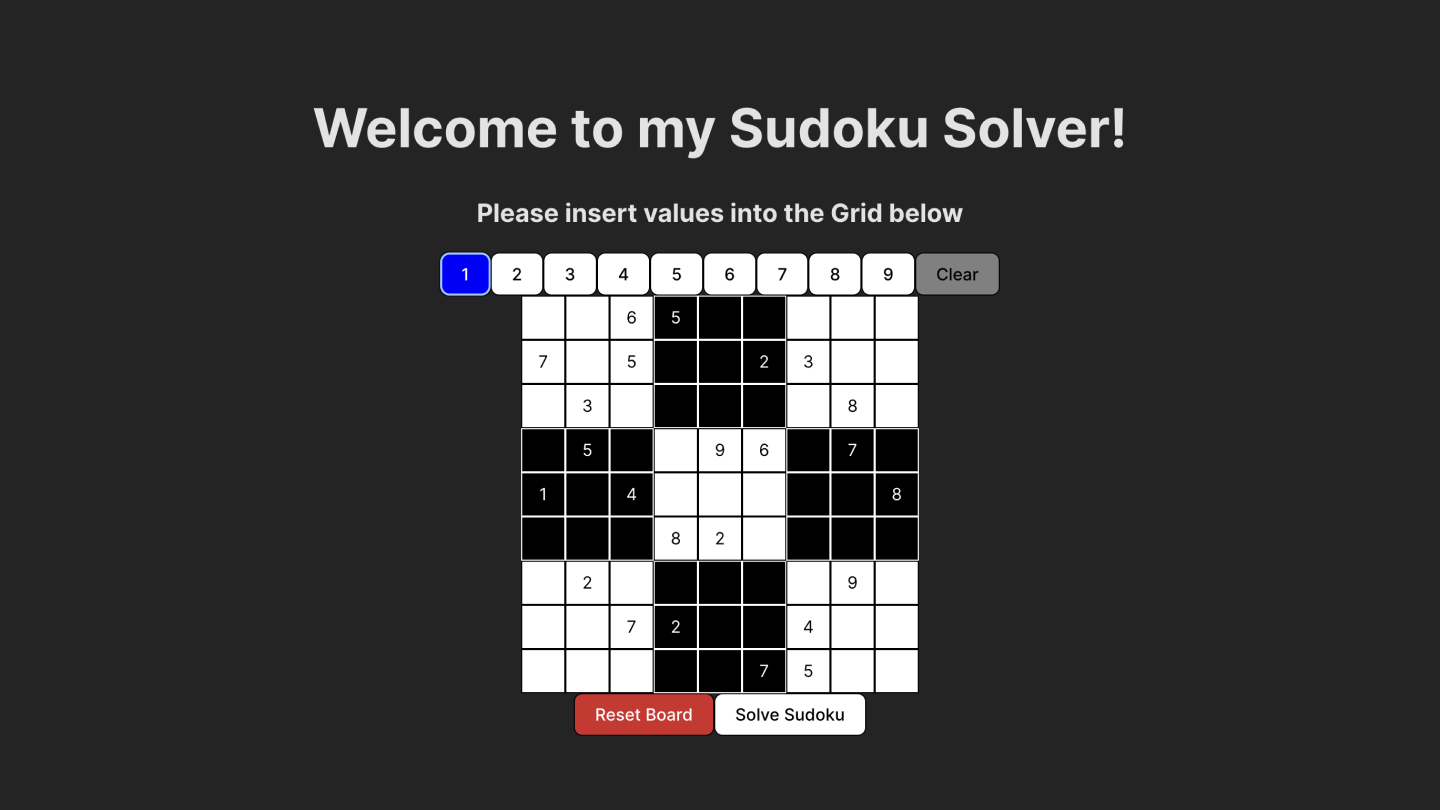 Welcome to my Sudoku Solver!
Please insert values into the Grid below
1 2 3 4 5 6 7 8 9 Clear
6 5
7 5 2 3
3 8
5 9 6 7
1 4 8
8 2
2 9
7 2 4
7 5
Reset Board Solve Sudoku